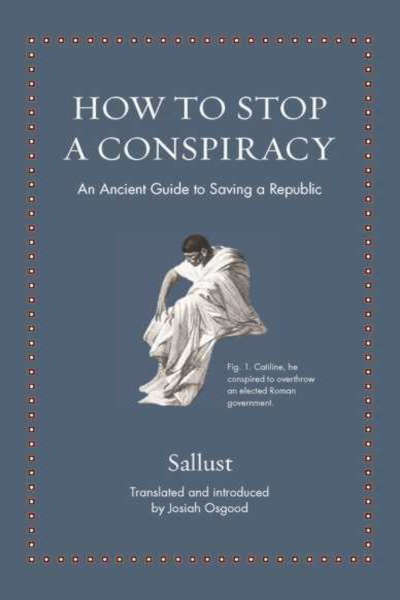 HOW TO STOP
A CONSPIRACY
An Ancient Guide to Saving a Republic
Fig. 1. Catiline, he
conspired to overthrow
an elected Roman
government.
Sallust
Translated and introduced
by Josiah Osgood